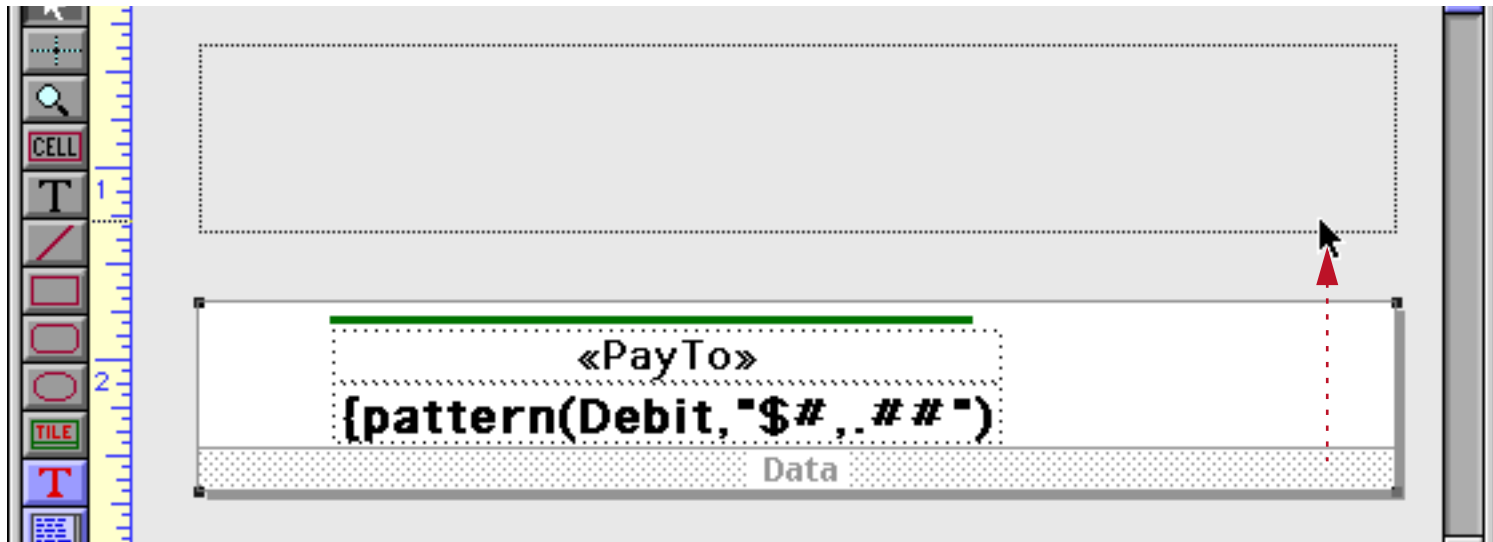 CELL
T
1
«PayTo»
2
{pattern(Debit,"$#,.##")
TILE
Data
T